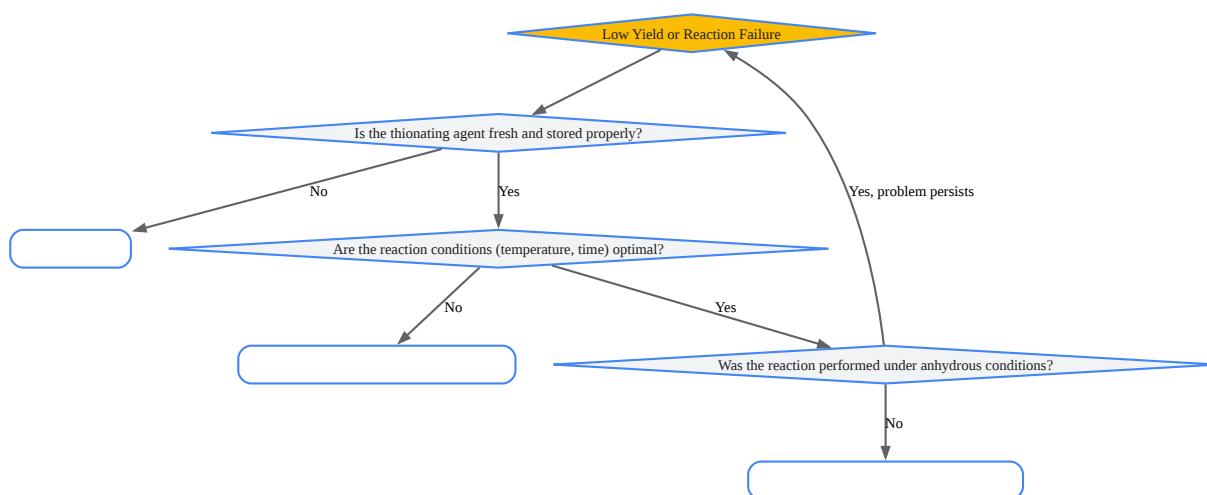 Low Yield or Reaction Failure
Is the thionating agent fresh and stored properly?
No
Yes
Yes, problem persists
Are the reaction conditions (temperature, time) optimal?
No
Yes
Was the reaction performed under anhydrous conditions?
No